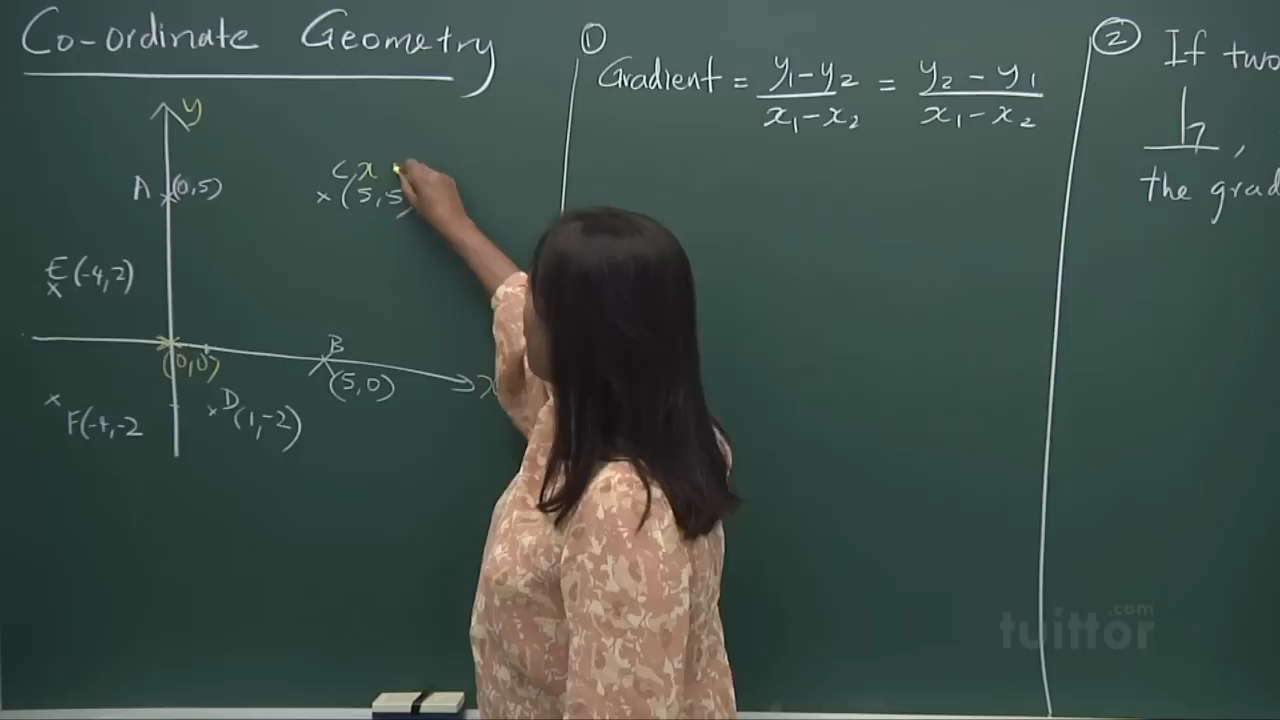 Co-ordinate Geometry
y
A (0,5)
C x
(5,5
E (-4,2)
B
(0,0)
(5,0)
x
D (1,-2)
F(-4,-2
①
Gradient = y₁-y₂ / x₁-x₂ = y₂-y₁ / x₁-x₂
② If two
h,
the grad
tuittor.com